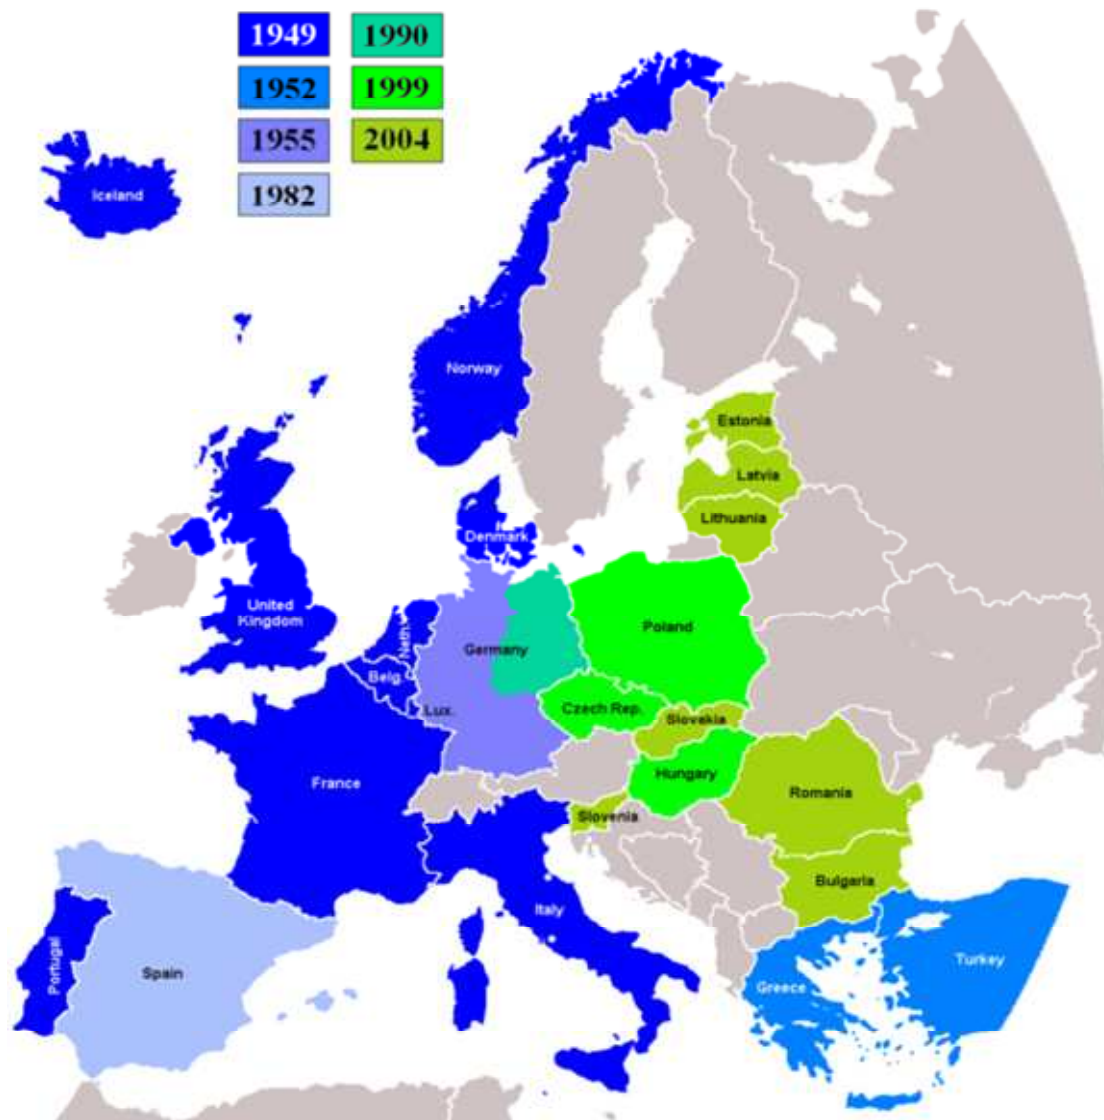 1949
1990
1952
1999
1955
2004
1982
Iceland
Norway
Estonia
Latvia
Lithuania
Denmark
United
Kingdom
Neth.
Poland
Germany
Belg.
Lux.
Czech Rep.
Slovekia
Hungary
France
Romania
Slovenia
Bulgaria
Italy
Portugal
Spain
Turkey
Greece